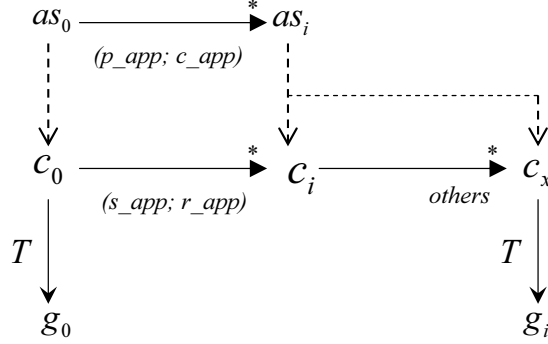 as₀ * asᵢ
(p_app; c_app)
c₀ * cᵢ * cₓ
(s_app; r_app) others
T T
g₀ gᵢ